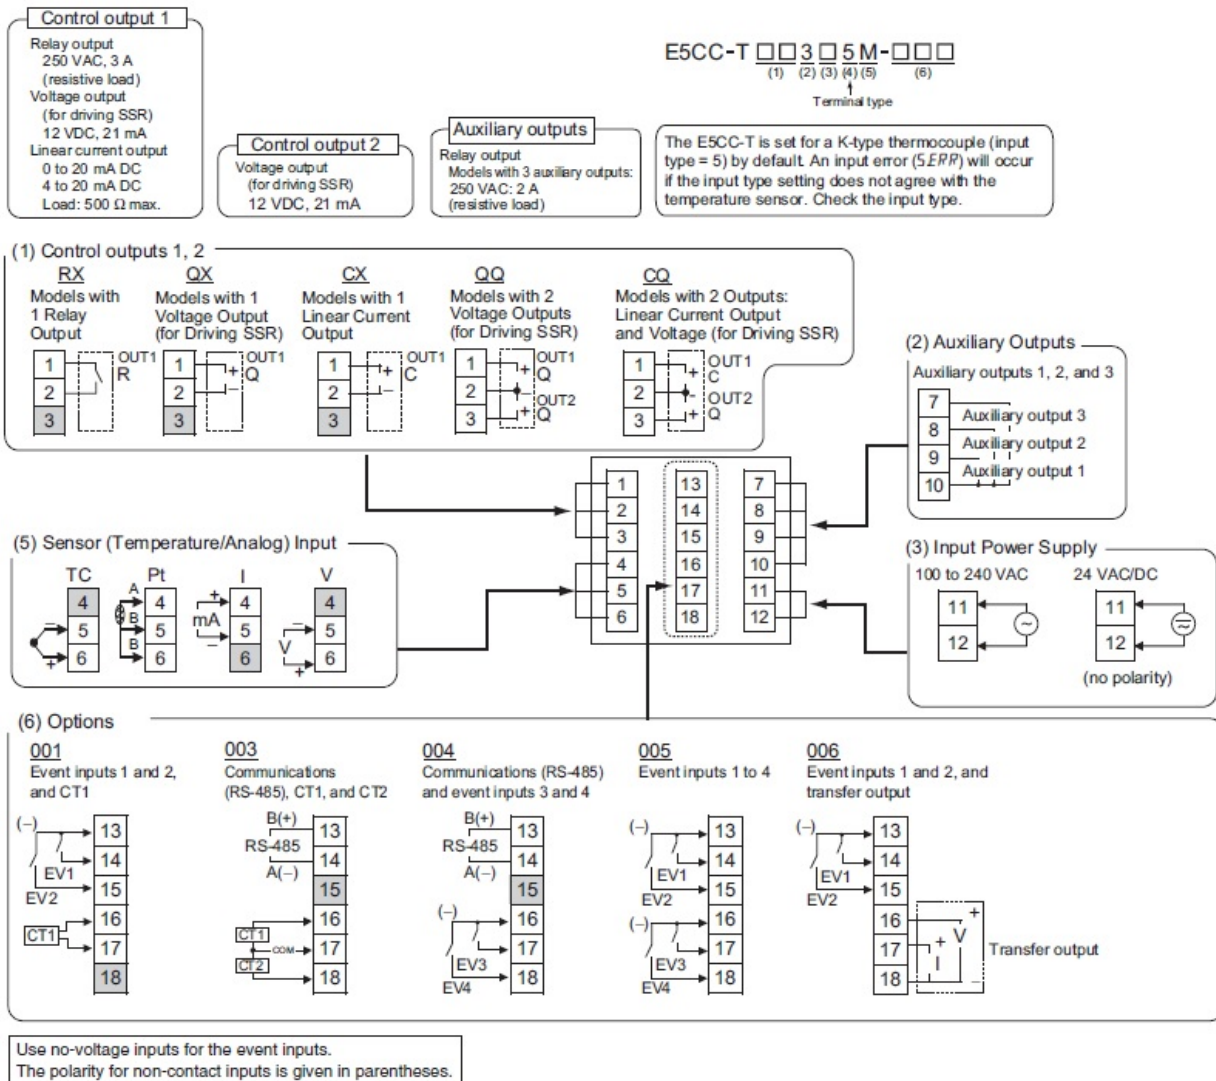 Control output 1
Relay output
250 VAC, 3 A
(resistive load)
Voltage output
(for driving SSR)
12 VDC, 21 mA
Linear current output
0 to 20 mA DC
4 to 20 mA DC
Load: 500 Ω max.
Control output 2
Voltage output
(for driving SSR)
12 VDC, 21 mA
Auxiliary outputs
Relay output
Models with 3 auxiliary outputs:
250 VAC: 2 A
(resistive load)
E5CC-T □□ 3 □ 5 M-□□□
(1) (2) (3) (4) (5) (6)
Terminal type
The E5CC-T is set for a K-type thermocouple (input
type = 5) by default. An input error (S.ERR) will occur
if the input type setting does not agree with the
temperature sensor. Check the input type.
(1) Control outputs 1, 2
RX
Models with
1 Relay
Output
1
2
3
OUT1
R
QX
Models with 1
Voltage Output
(for Driving SSR)
1
2
3
+
−
OUT1
Q
CX
Models with 1
Linear Current
Output
1
2
3
+
−
OUT1
C
QQ
Models with 2
Voltage Outputs
(for Driving SSR)
1
2
3
+
−
+
OUT1
Q
OUT2
Q
CQ
Models with 2 Outputs:
Linear Current Output
and Voltage (for Driving SSR)
1
2
3
+
-
+
OUT1
C
OUT2
Q
(2) Auxiliary Outputs
Auxiliary outputs 1, 2, and 3
7
Auxiliary output 3
8
Auxiliary output 2
9
Auxiliary output 1
10
1 13 7
2 14 8
3 15 9
4 16 10
5 17 11
6 18 12
(5) Sensor (Temperature/Analog) Input
TC
4
− 5
+ 6
Pt
A 4
B 5
B 6
I
+ 4
mA 5
− 6
V
4
− 5
V
+ 6
(3) Input Power Supply
100 to 240 VAC
11
12
24 VAC/DC
11
12
(no polarity)
(6) Options
001
Event inputs 1 and 2,
and CT1
(−) 13
14
EV1
EV2 15
16
CT1
17
18
003
Communications
(RS-485), CT1, and CT2
B(+) 13
RS-485
14
A(−)
15
16
CT1
COM 17
CT2
18
004
Communications (RS-485)
and event inputs 3 and 4
B(+) 13
RS-485
14
A(−)
15
(−) 16
17
EV3
EV4 18
005
Event inputs 1 to 4
(−) 13
14
EV1
EV2 15
(−) 16
17
EV3
EV4 18
006
Event inputs 1 and 2, and
transfer output
(−) 13
14
EV1
EV2 15
16 +
V
17 +
I
18 −
Transfer output
Use no-voltage inputs for the event inputs.
The polarity for non-contact inputs is given in parentheses.